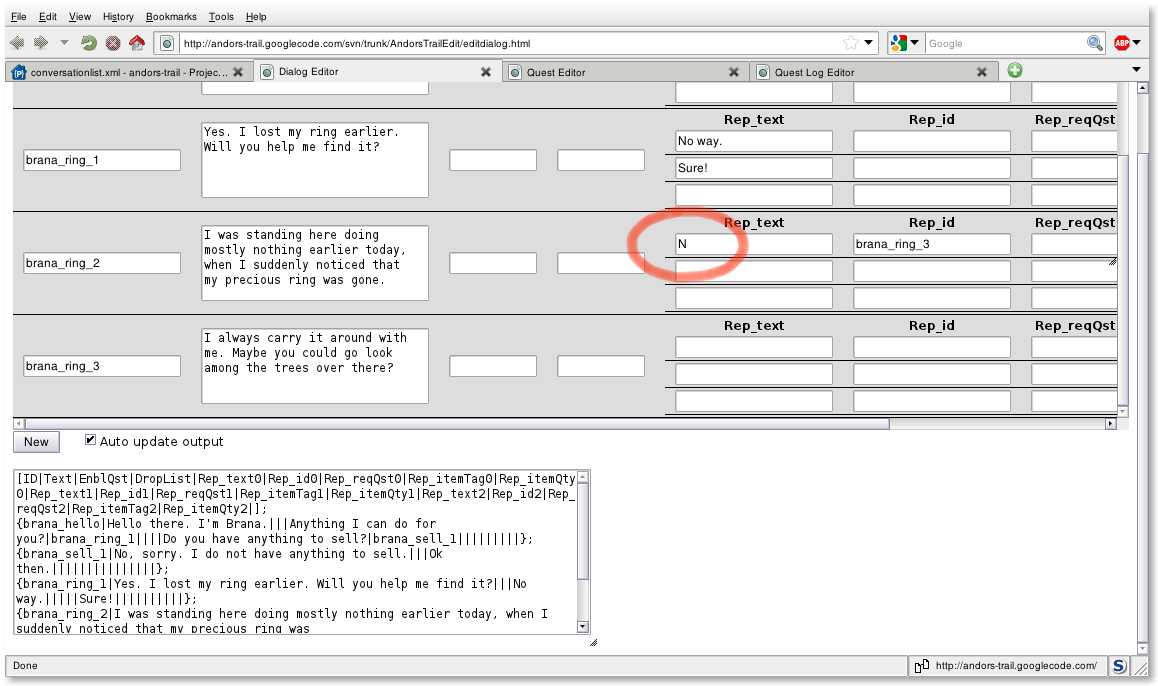 File Edit View History Bookmarks Tools Help
http://andors-trail.googlecode.com/svn/trunk/AndorsTrailEdit/editdialog.html
Google
ABP
conversationlist.xml - andors-trail - Projec...
Dialog Editor
Quest Editor
Quest Log Editor
Rep_text Rep_id Rep_reqQst
brana_ring_1
Yes. I lost my ring earlier.
Will you help me find it?
No way.
Sure!
Rep_text Rep_id Rep_reqQst
brana_ring_2
I was standing here doing
mostly nothing earlier today,
when I suddenly noticed that
my precious ring was gone.
N
brana_ring_3
Rep_text Rep_id Rep_reqQst
brana_ring_3
I always carry it around with
me. Maybe you could go look
among the trees over there?
New
Auto update output
[ID|Text|EnblQst|DropList|Rep_text0|Rep_id0|Rep_reqQst0|Rep_itemTag0|Rep_itemQty
0|Rep_text1|Rep_id1|Rep_reqQst1|Rep_itemTag1|Rep_itemQty1|Rep_text2|Rep_id2|Rep_
reqQst2|Rep_itemTag2|Rep_itemQty2|];
{brana_hello|Hello there. I'm Brana.|||Anything I can do for
you?|brana_ring_1||||Do you have anything to sell?|brana_sell_1|||||||||};
{brana_sell_1|No, sorry. I do not have anything to sell.|||Ok
then.|||||||||||||||};
{brana_ring_1|Yes. I lost my ring earlier. Will you help me find it?|||No
way.|||||Sure!||||||||||};
{brana_ring_2|I was standing here doing mostly nothing earlier today, when I
suddenly noticed that my precious ring was
Done
http://andors-trail.googlecode.com/
S